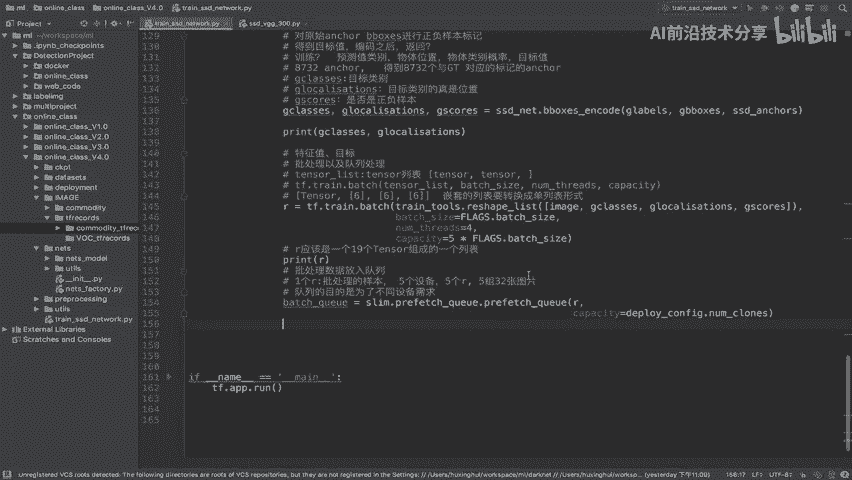 ml
online_class
online_class_V4.0
train_ssd_network.py
train_ssd_network
AI前沿技术分享
bilibili
Project
train_ssd_network.py
ssd_vgg_300.py
ml ~/workspace/ml
.ipynb_checkpoints
DetectionProject
docker
online_class
web_code
labelimg
multiproject
online_class
online_class_V1.0
online_class_V2.0
online_class_V3.0
online_class_V4.0
ckpt
datasets
deployment
IMAGE
commodity
tfrecords
commodity_tfrec
VOC_tfrecords
nets
nets_model
utils
__init__.py
nets_factory.py
preprocessing
utils
train_ssd_network.py
External Libraries
Scratches and Consoles
129 # 对原始anchor bboxes进行正负样本标记
130 # 得到目标值，编码之后，返回？
131 # 训练？ 预测值类别，物体位置，物体类别概率，目标值
132 # 8732 anchor， 得到8732个与GT 对应的标记的anchor
133 # gclasses:目标类别
134 # glocalisations：目标类别的真是位置
135 # gscores：是否是正负样本
136 gclasses, glocalisations, gscores = ssd_net.bboxes_encode(glabels, gbboxes, ssd_anchors)
137
138 print(gclasses, glocalisations)
139
140 # 特征值、目标
141 # 批处理以及队列处理
142 # tensor_list:tensor列表 [tensor, tensor, ]
143 # tf.train.batch(tensor_list, batch_size, num_threads, capacity)
144 # [Tensor, [6], [6], [6]] 嵌套的列表要转换成单列表形式
145 r = tf.train.batch(train_tools.reshape_list([image, gclasses, glocalisations, gscores]),
146 batch_size=FLAGS.batch_size,
147 num_threads=4,
148 capacity=5 * FLAGS.batch_size)
149 # r应该是一个19个Tensor组成的一个列表
150 print(r)
151 # 批处理数据放入队列
152 # 1个r:批处理的样本， 5个设备，5个r, 5组32张图片
153 # 队列的目的是为了不同设备需求
154 batch_queue = slim.prefetch_queue.prefetch_queue(r,
155 capacity=deploy_config.num_clones)
156
157
158
159
160
161 if __name__ == '__main__':
162 tf.app.run()
163
164
165
Unregistered VCS roots detected: The following directories are roots of VCS repositories, but they are not registered in the Settings:
156:17
LF
UTF-8